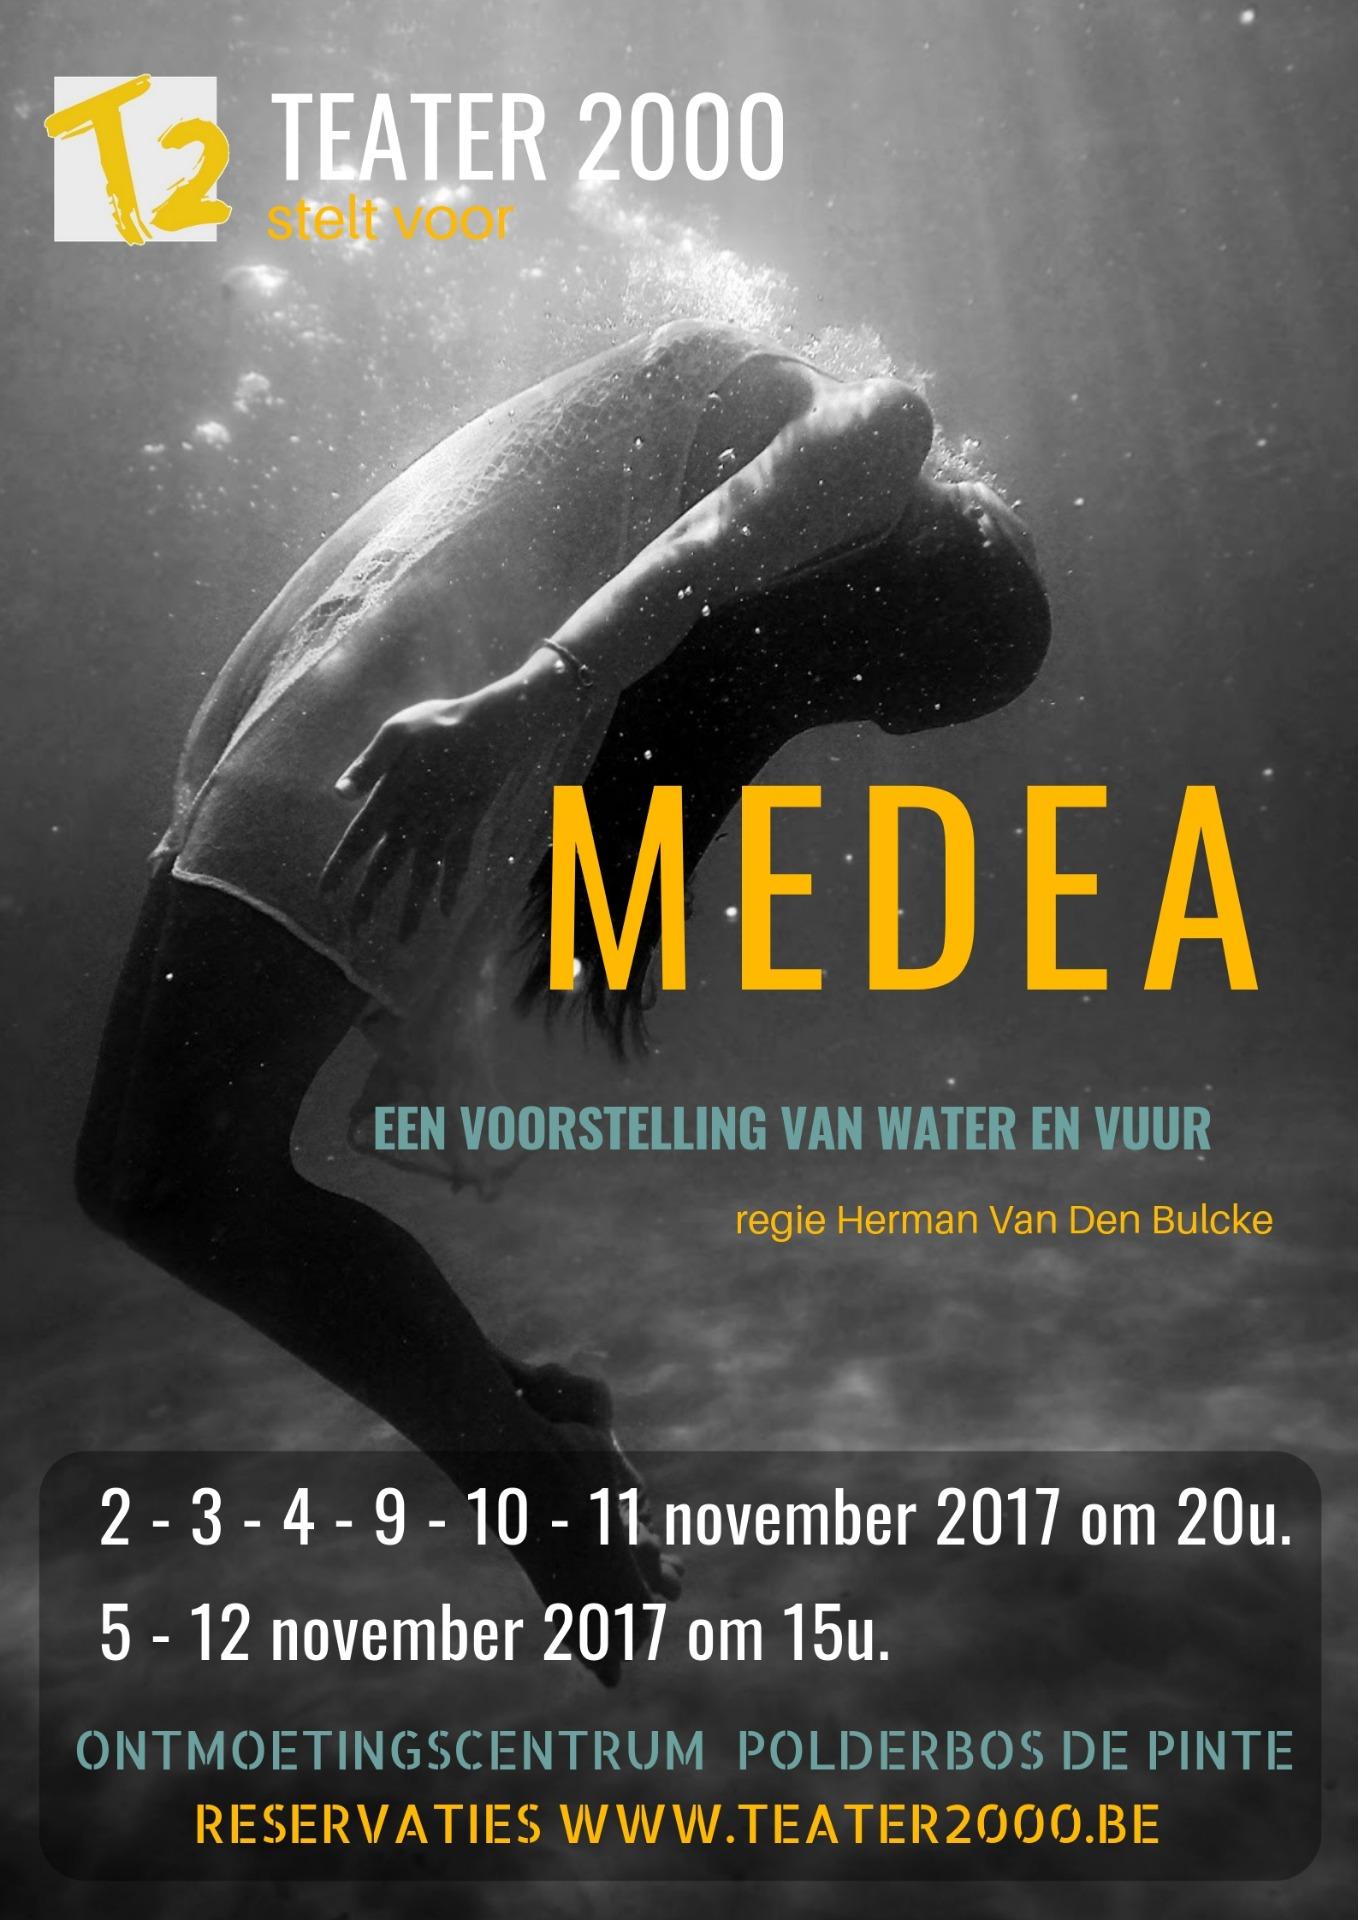 T2
TEATER 2000
stelt voor
MEDEA
EEN VOORSTELLING VAN WATER EN VUUR
regie Herman Van Den Bulcke
2 - 3 - 4 - 9 - 10 - 11 november 2017 om 20u.
5 - 12 november 2017 om 15u.
ONTMOETINGSCENTRUM POLDERBOS DE PINTE
RESERVATIES WWW.TEATER2000.BE